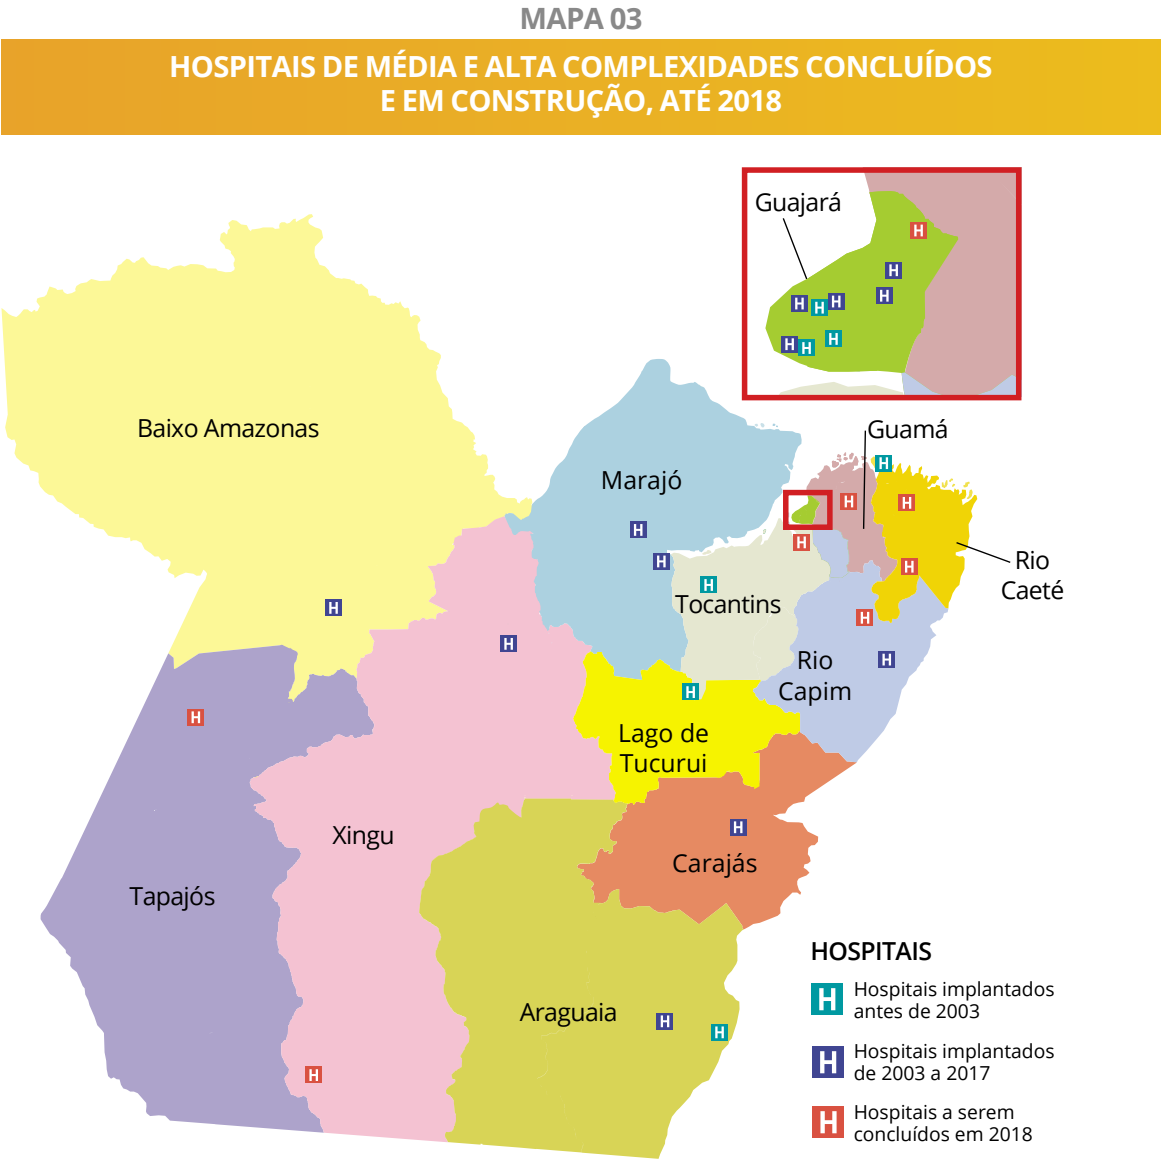 MAPA 03
HOSPITAIS DE MÉDIA E ALTA COMPLEXIDADES CONCLUÍDOS
E EM CONSTRUÇÃO, ATÉ 2018
Guajará
H
H
H
H
H
H
H
H
H
Baixo Amazonas
Guamá
H
Marajó
H
H
H
H
H
Rio
Caeté
H
H
Tocantins
H
H
H
H
Rio
Capim
H
H
H
Lago de
Tucurui
H
Xingu
Carajás
Tapajós
HOSPITAIS
H
Hospitais implantados
antes de 2003
Araguaia
H
H
H
Hospitais implantados
de 2003 a 2017
H
H
Hospitais a serem
concluídos em 2018